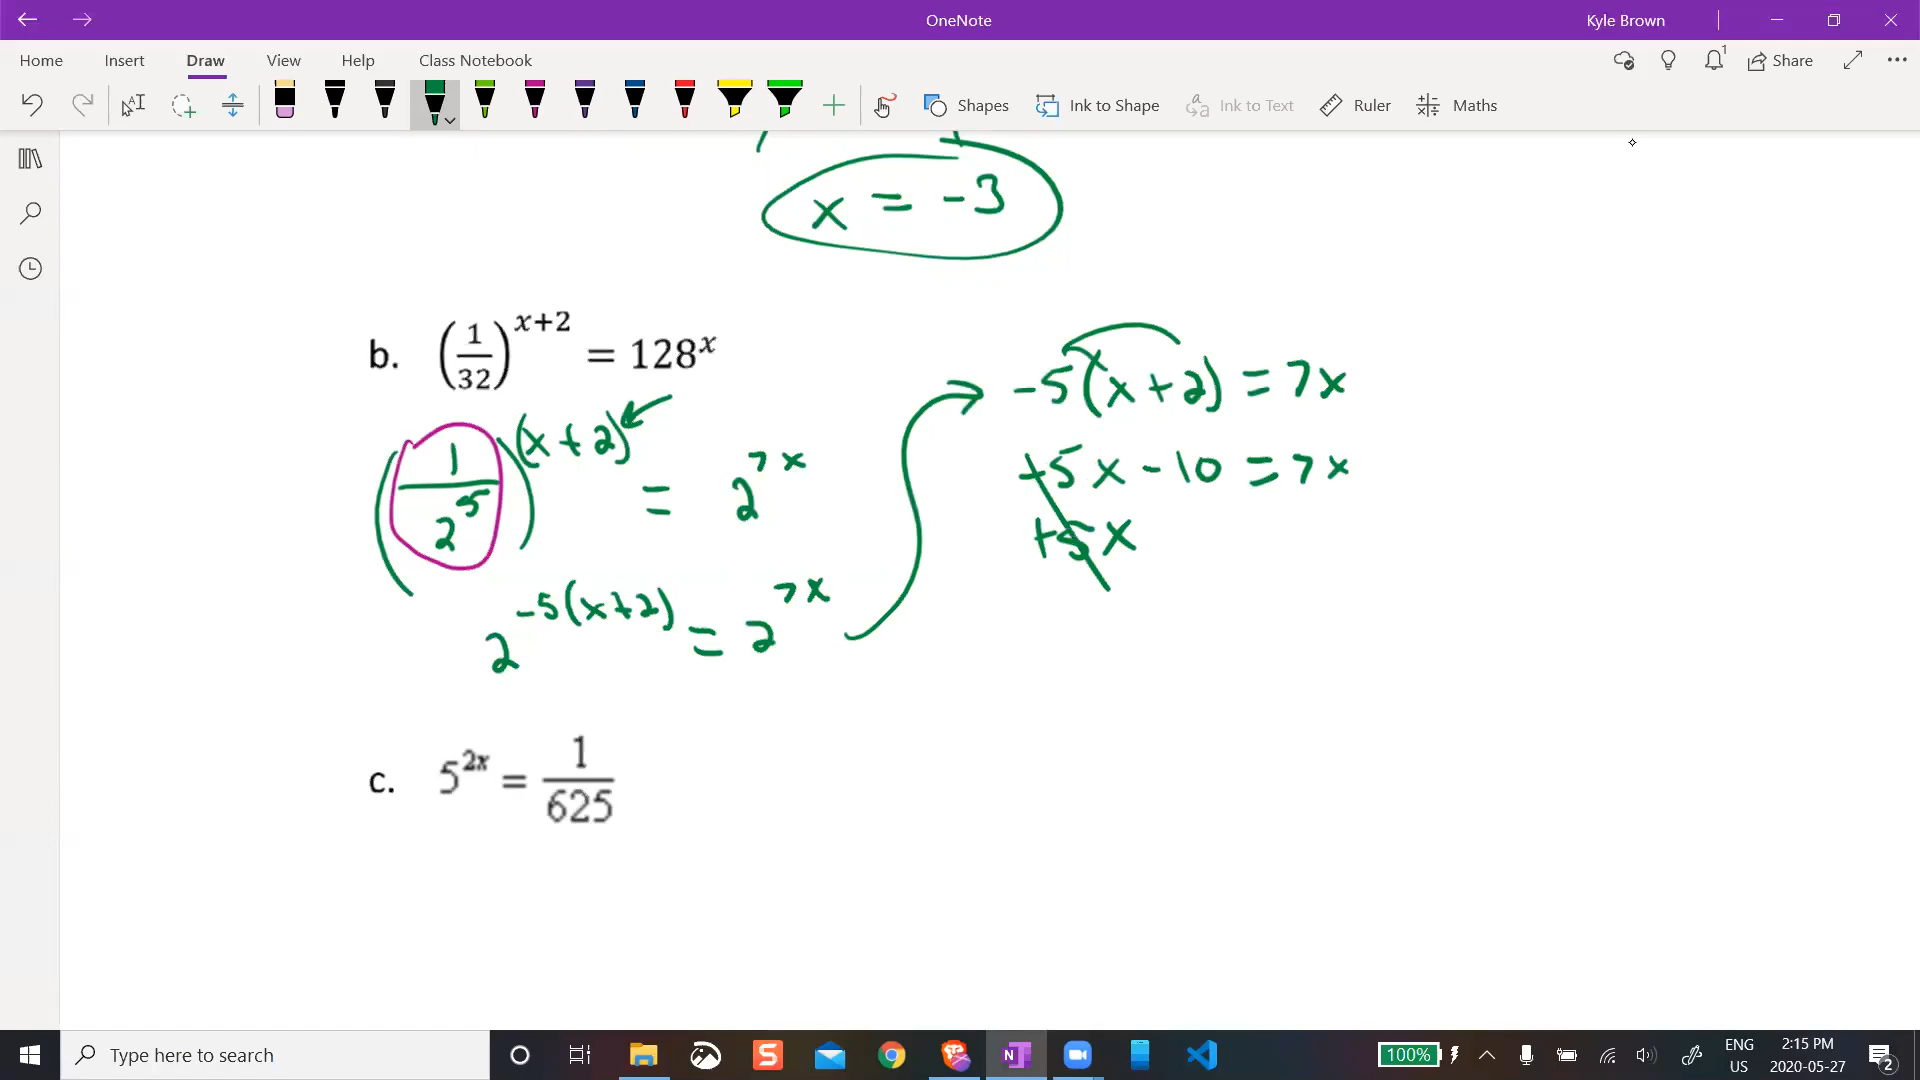 OneNote
Kyle Brown
Home Insert Draw View Help Class Notebook
1 Share
Shapes Ink to Shape Ink to Text Ruler Maths
x = -3
b. (1/32)^(x+2) = 128^x
(1/2^5)^(x+2) = 2^(7x)
2^(-5(x+2)) = 2^(7x)
-5(x+2) = 7x
+5x-10 = 7x
+5x
c. 5^(2x) = 1/625
Type here to search
100%
ENG
US
2:15 PM
2020-05-27
2